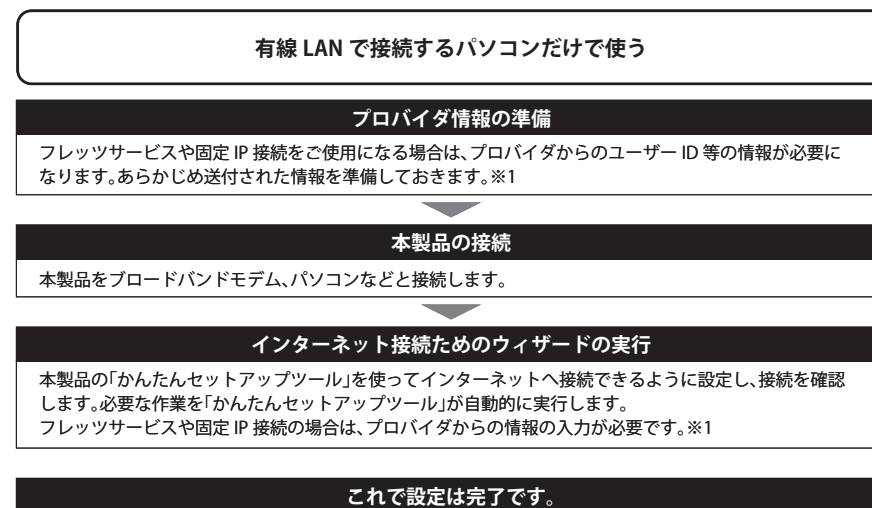 有線 LAN で接続するパソコンだけで使う
プロバイダ情報の準備
フレッツサービスや固定 IP 接続をご使用になる場合は、プロバイダからのユーザー ID 等の情報が必要に
なります。あらかじめ送付された情報を準備しておきます。※1
本製品の接続
本製品をブロードバンドモデム、パソコンなどと接続します。
インターネット接続ためのウィザードの実行
本製品の「かんたんセットアップツール」を使ってインターネットへ接続できるように設定し、接続を確認
します。必要な作業を「かんたんセットアップツール」が自動的に実行します。
フレッツサービスや固定 IP 接続の場合は、プロバイダからの情報の入力が必要です。※1
これで設定は完了です。